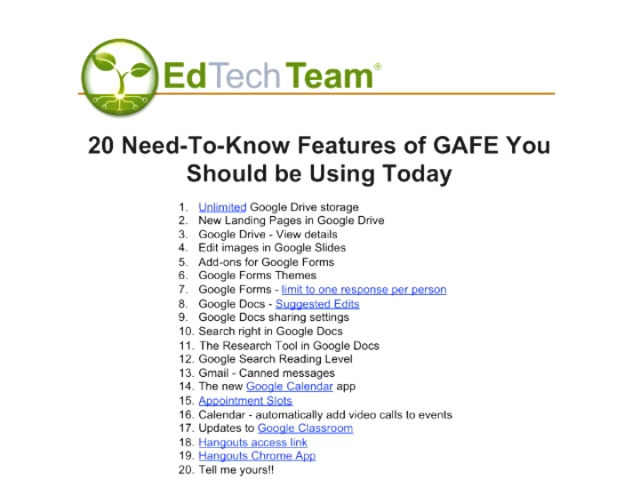 EdTechTeam®
20 Need-To-Know Features of GAFE You
Should be Using Today
1. Unlimited Google Drive storage
2. New Landing Pages in Google Drive
3. Google Drive - View details
4. Edit images in Google Slides
5. Add-ons for Google Forms
6. Google Forms Themes
7. Google Forms - limit to one response per person
8. Google Docs - Suggested Edits
9. Google Docs sharing settings
10. Search right in Google Docs
11. The Research Tool in Google Docs
12. Google Search Reading Level
13. Gmail - Canned messages
14. The new Google Calendar app
15. Appointment Slots
16. Calendar - automatically add video calls to events
17. Updates to Google Classroom
18. Hangouts access link
19. Hangouts Chrome App
20. Tell me yours!!